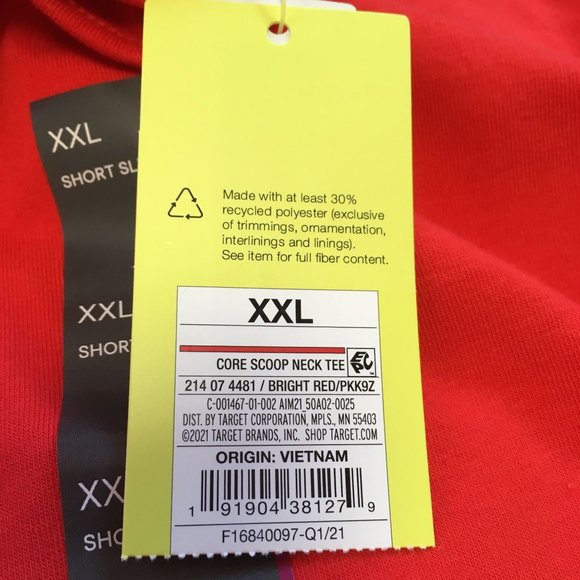 XXL
SHORT SL
XXL
SHOR
XX
SHO
Made with at least 30%
recycled polyester (exclusive
of trimmings, ornamentation,
interlinings and linings).
See item for full fiber content.
XXL
CORE SCOOP NECK TEE EPC™
214 07 4481 / BRIGHT RED/PKK9Z
C-001467-01-002 AIM21 50A02-0025
DIST. BY TARGET CORPORATION, MPLS., MN 55403
©2021 TARGET BRANDS, INC. SHOP TARGET.COM
ORIGIN: VIETNAM
1 91904 38127 9
F16840097-Q1/21